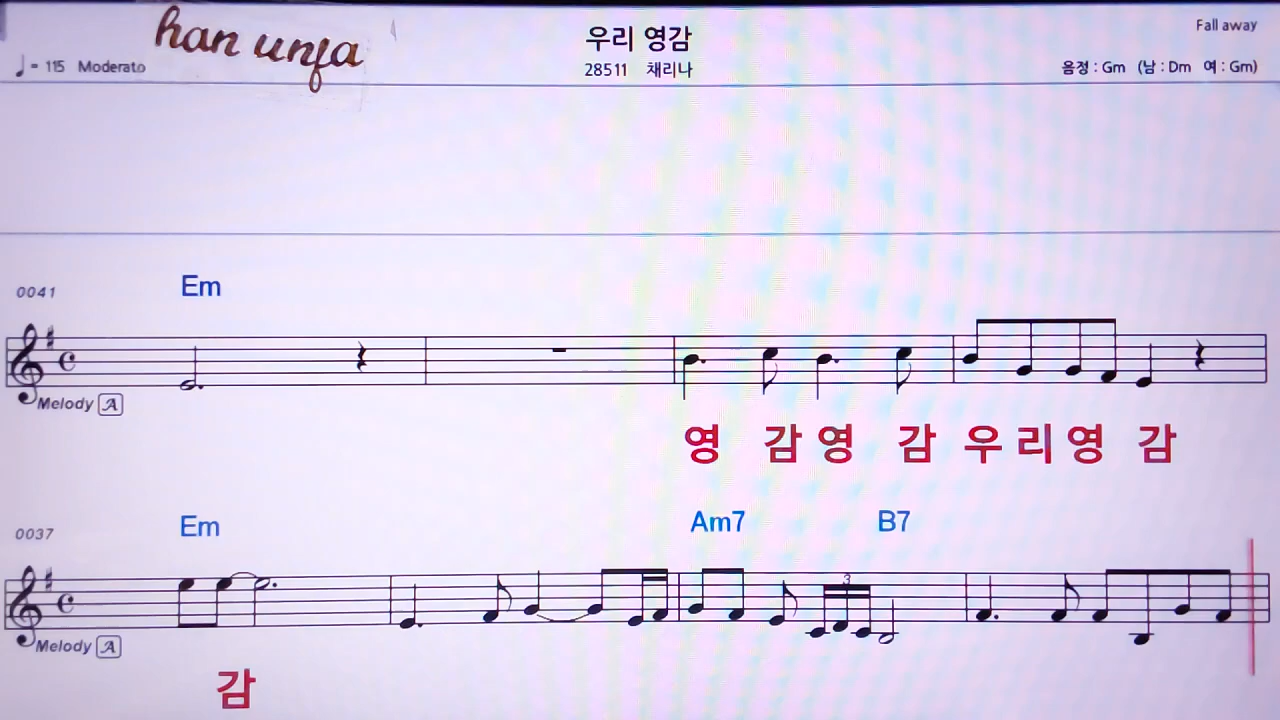 han unja
우리 영감
Fall away
♩= 115 Moderato
28511 채리나
음정 : Gm (남 : Dm 여 : Gm)
0041
Em
Melody A
영 감 영 감 우 리 영 감
0037
Em Am7 B7
3
Melody A
감